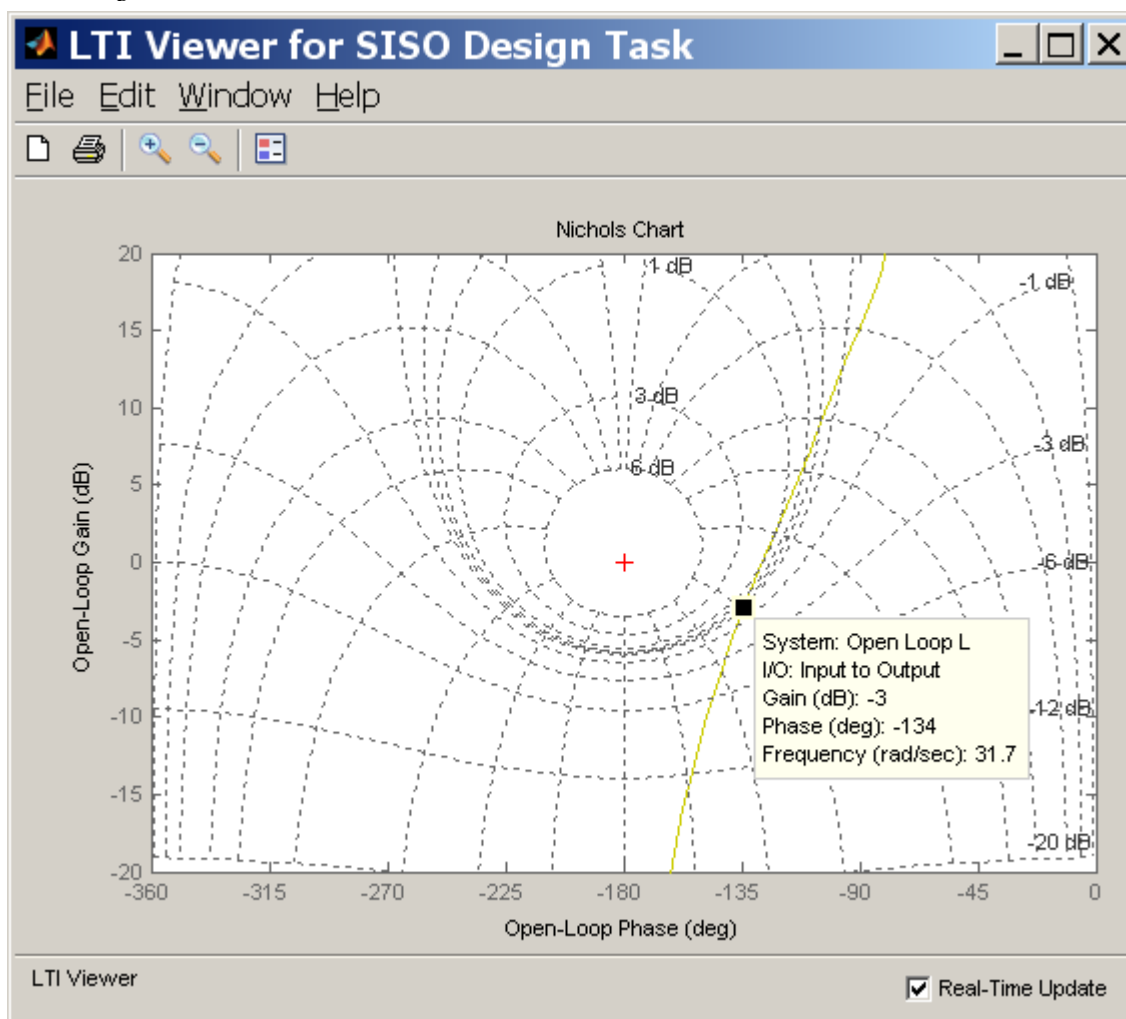 LTI Viewer for SISO Design Task
File Edit Window Help
Nichols Chart
20
15
10
5
0
-5
-10
-15
-20
Open-Loop Gain (dB)
1 dB
3 dB
6 dB
-1 dB
-3 dB
-6 dB
-12 dB
-20 dB
System: Open Loop L
I/O: Input to Output
Gain (dB): -3
Phase (deg): -134
Frequency (rad/sec): 31.7
-360 -315 -270 -225 -180 -135 -90 -45 0
Open-Loop Phase (deg)
LTI Viewer
Real-Time Update